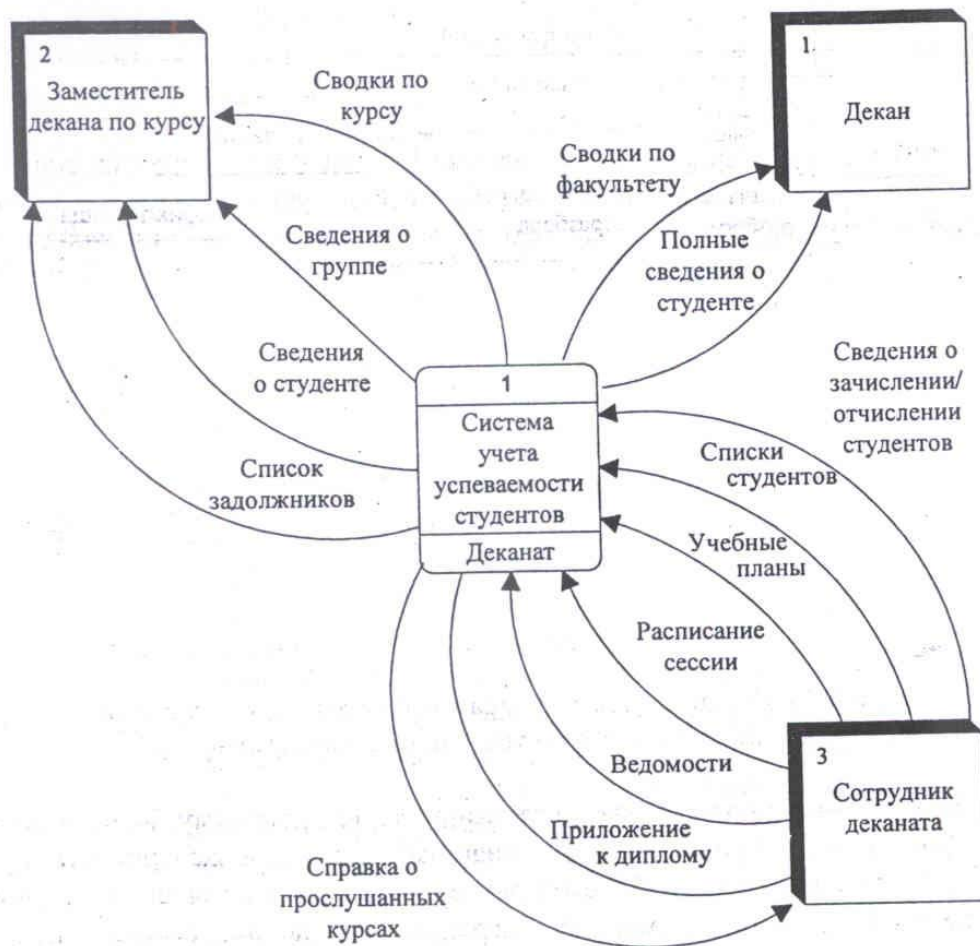 2
Заместитель
декана по курсу
Сводки по
курсу
1.
Декан
Сводки по
факультету
Сведения о
группе
Полные
сведения о
студенте
Сведения
о студенте
Список
задолжников
1
Система
учета
успеваемости
студентов
Деканат
Сведения о
зачислении/
отчислении
студентов
Списки
студентов
Учебные
планы
Расписание
сессии
Ведомости
Приложение
к диплому
Справка о
прослушанных
курсах
3
Сотрудник
деканата